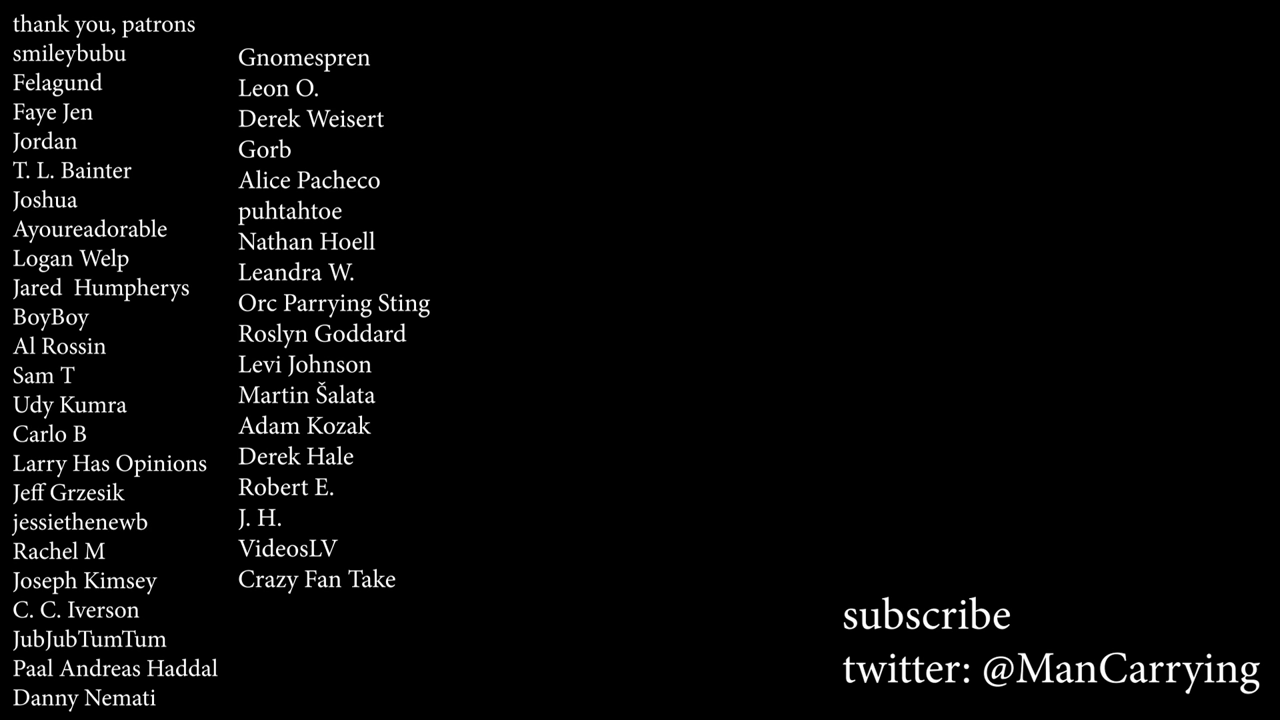 thank you, patrons
smileybubu
Felagund
Faye Jen
Jordan
T. L. Bainter
Joshua
Ayoureadorable
Logan Welp
Jared  Humpherys
BoyBoy
Al Rossin
Sam T
Udy Kumra
Carlo B
Larry Has Opinions
Jeff Grzesik
jessiethenewb
Rachel M
Joseph Kimsey
C. C. Iverson
JubJubTumTum
Paal Andreas Haddal
Danny Nemati
Gnomespren
Leon O.
Derek Weisert
Gorb
Alice Pacheco
puhtahtoe
Nathan Hoell
Leandra W.
Orc Parrying Sting
Roslyn Goddard
Levi Johnson
Martin Šalata
Adam Kozak
Derek Hale
Robert E.
J. H.
VideosLV
Crazy Fan Take
subscribe
twitter: @ManCarrying